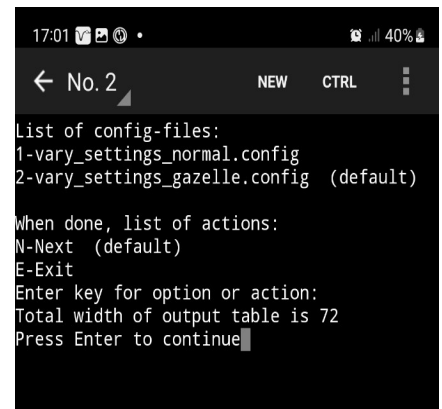 17:01 40%
No. 2 NEW CTRL
List of config-files:
1-vary_settings_normal.config
2-vary_settings_gazelle.config (default)
When done, list of actions:
N-Next (default)
E-Exit
Enter key for option or action:
Total width of output table is 72
Press Enter to continue